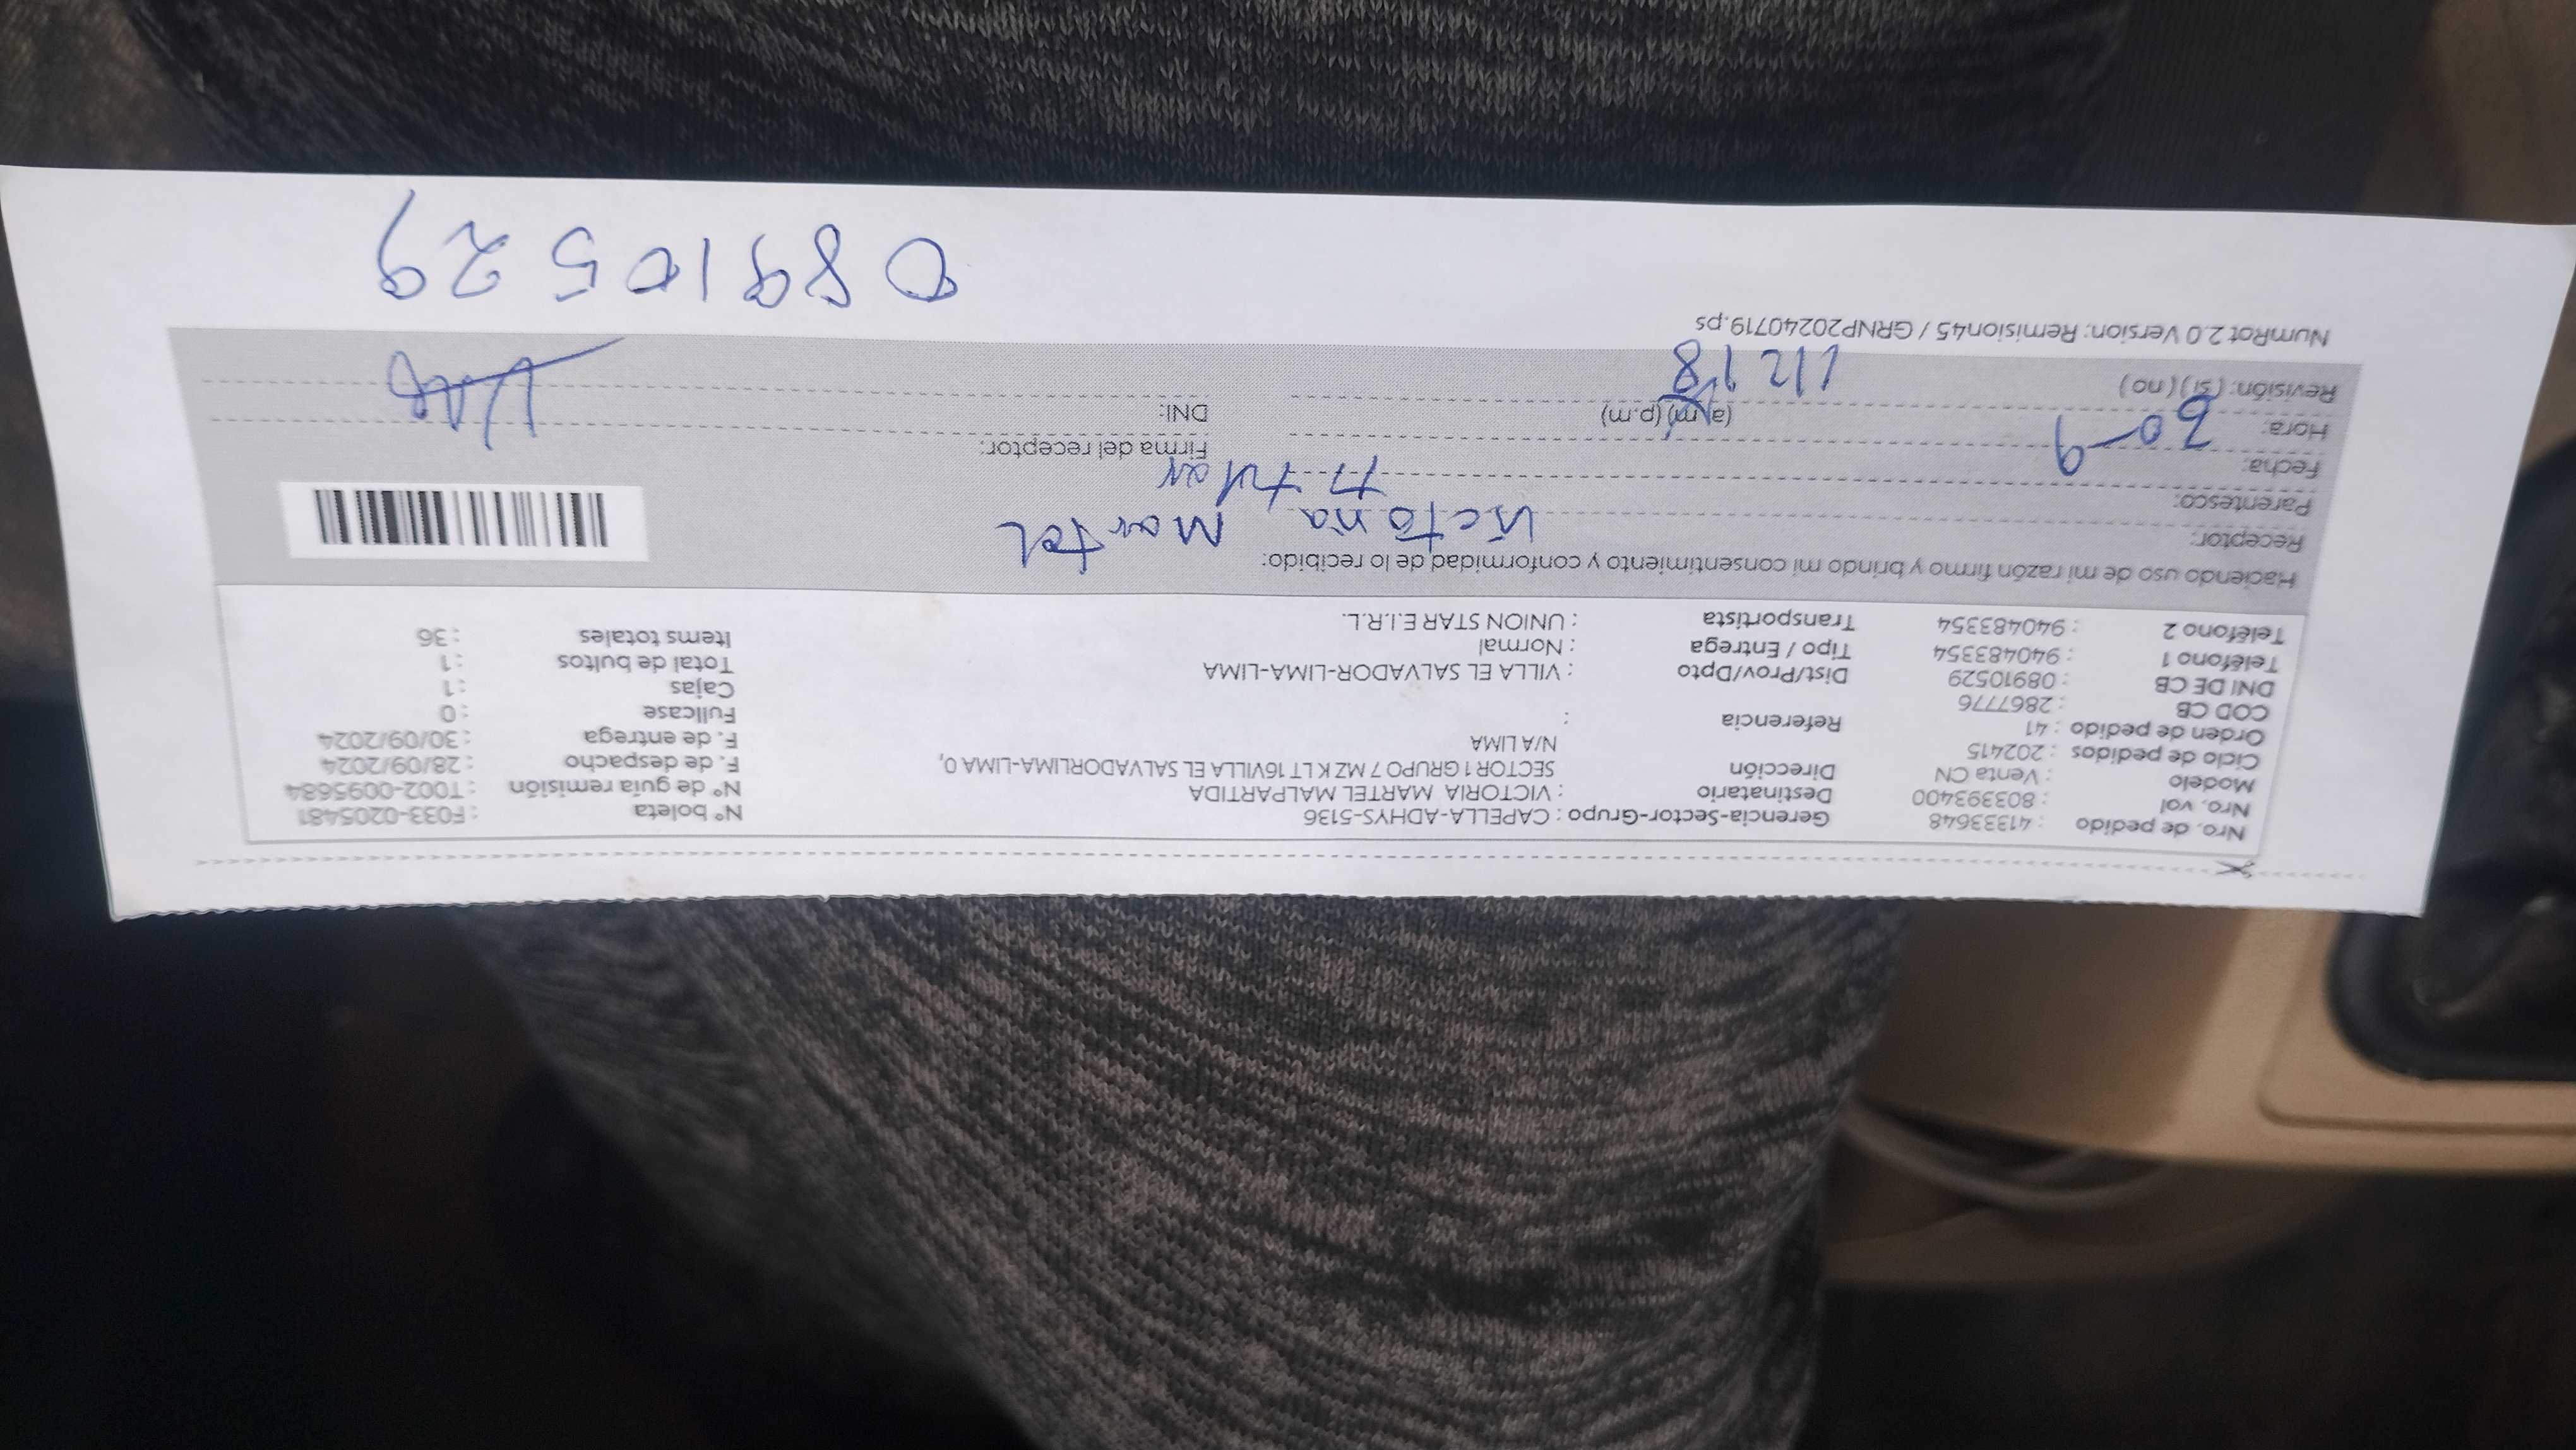 Nro. de pedido : 41333648 Gerencia-Sector-Grupo : CAPELLA-ADHYS-5136 N° boleta : F033-0205481
Nro. vol : 803393400 Destinatario : VICTORIA MARTEL MALPARTIDA N° de guía remisión : T002-0095684
Modelo : Venta CN Dirección SECTOR 1 GRUPO 7 MZ K LT 16VILLA EL SALVADORLIMA-LIMA 0, F. de despacho : 28/09/2024
Ciclo de pedidos : 202415 N/A LIMA F. de entrega : 30/09/2024
Orden de pedido : 41 Referencia : Fullcase : 0
COD CB : 2867776 Cajas : 1
DNI DE CB : 08910529 Dist/Prov/Dpto : VILLA EL SALVADOR-LIMA-LIMA Total de bultos : 1
Teléfono 1 : 940483354 Tipo / Entrega : Normal Items totales : 36
Teléfono 2 : 940483354 Transportista : UNION STAR E.I.R.L.
Haciendo uso de mi razón firmo y brindo mi consentimiento y conformidad de lo recibido:
Receptor: Victoria Martel
Parentesco: Titular
Fecha: 30-9 Firma del receptor:
Hora: (a.m) (p.m) DNI:
Revisión: (si) (no)
NumRot 2.0 Version: Remision45 / GRNP20240719.ps
08910529